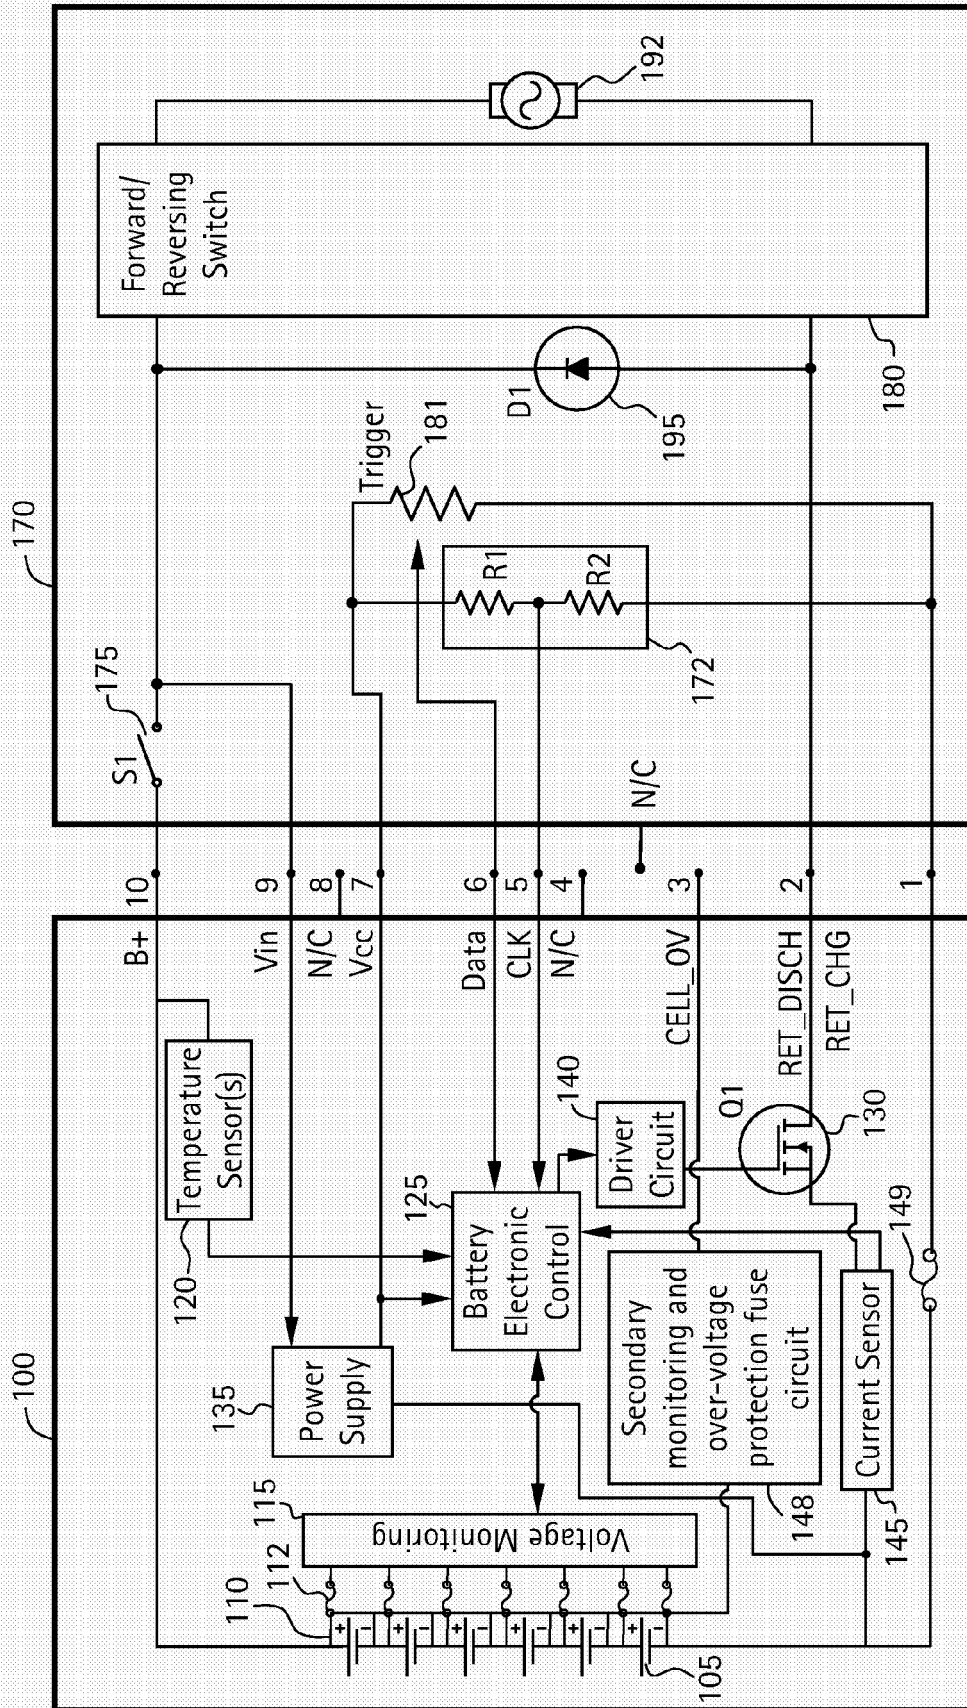 100
170
B+
10
S1
175
Forward/
Reversing
Switch
192
Temperature
Sensor(s)
120
Vin
9
N/C
8
Vcc
7
135
Power
Supply
125
Battery
Electronic
Control
Data
6
CLK
5
N/C
4
Trigger
181
R1
R2
172
D1
195
180
115
Voltage Monitoring
112
110
+
-
+
-
+
-
+
-
+
-
+
-
105
140
Driver
Circuit
N/C
CELL_OV
3
Secondary
monitoring and
over-voltage
protection fuse
circuit
148
Q1
130
RET_DISCH
2
RET_CHG
1
Current Sensor
145
149